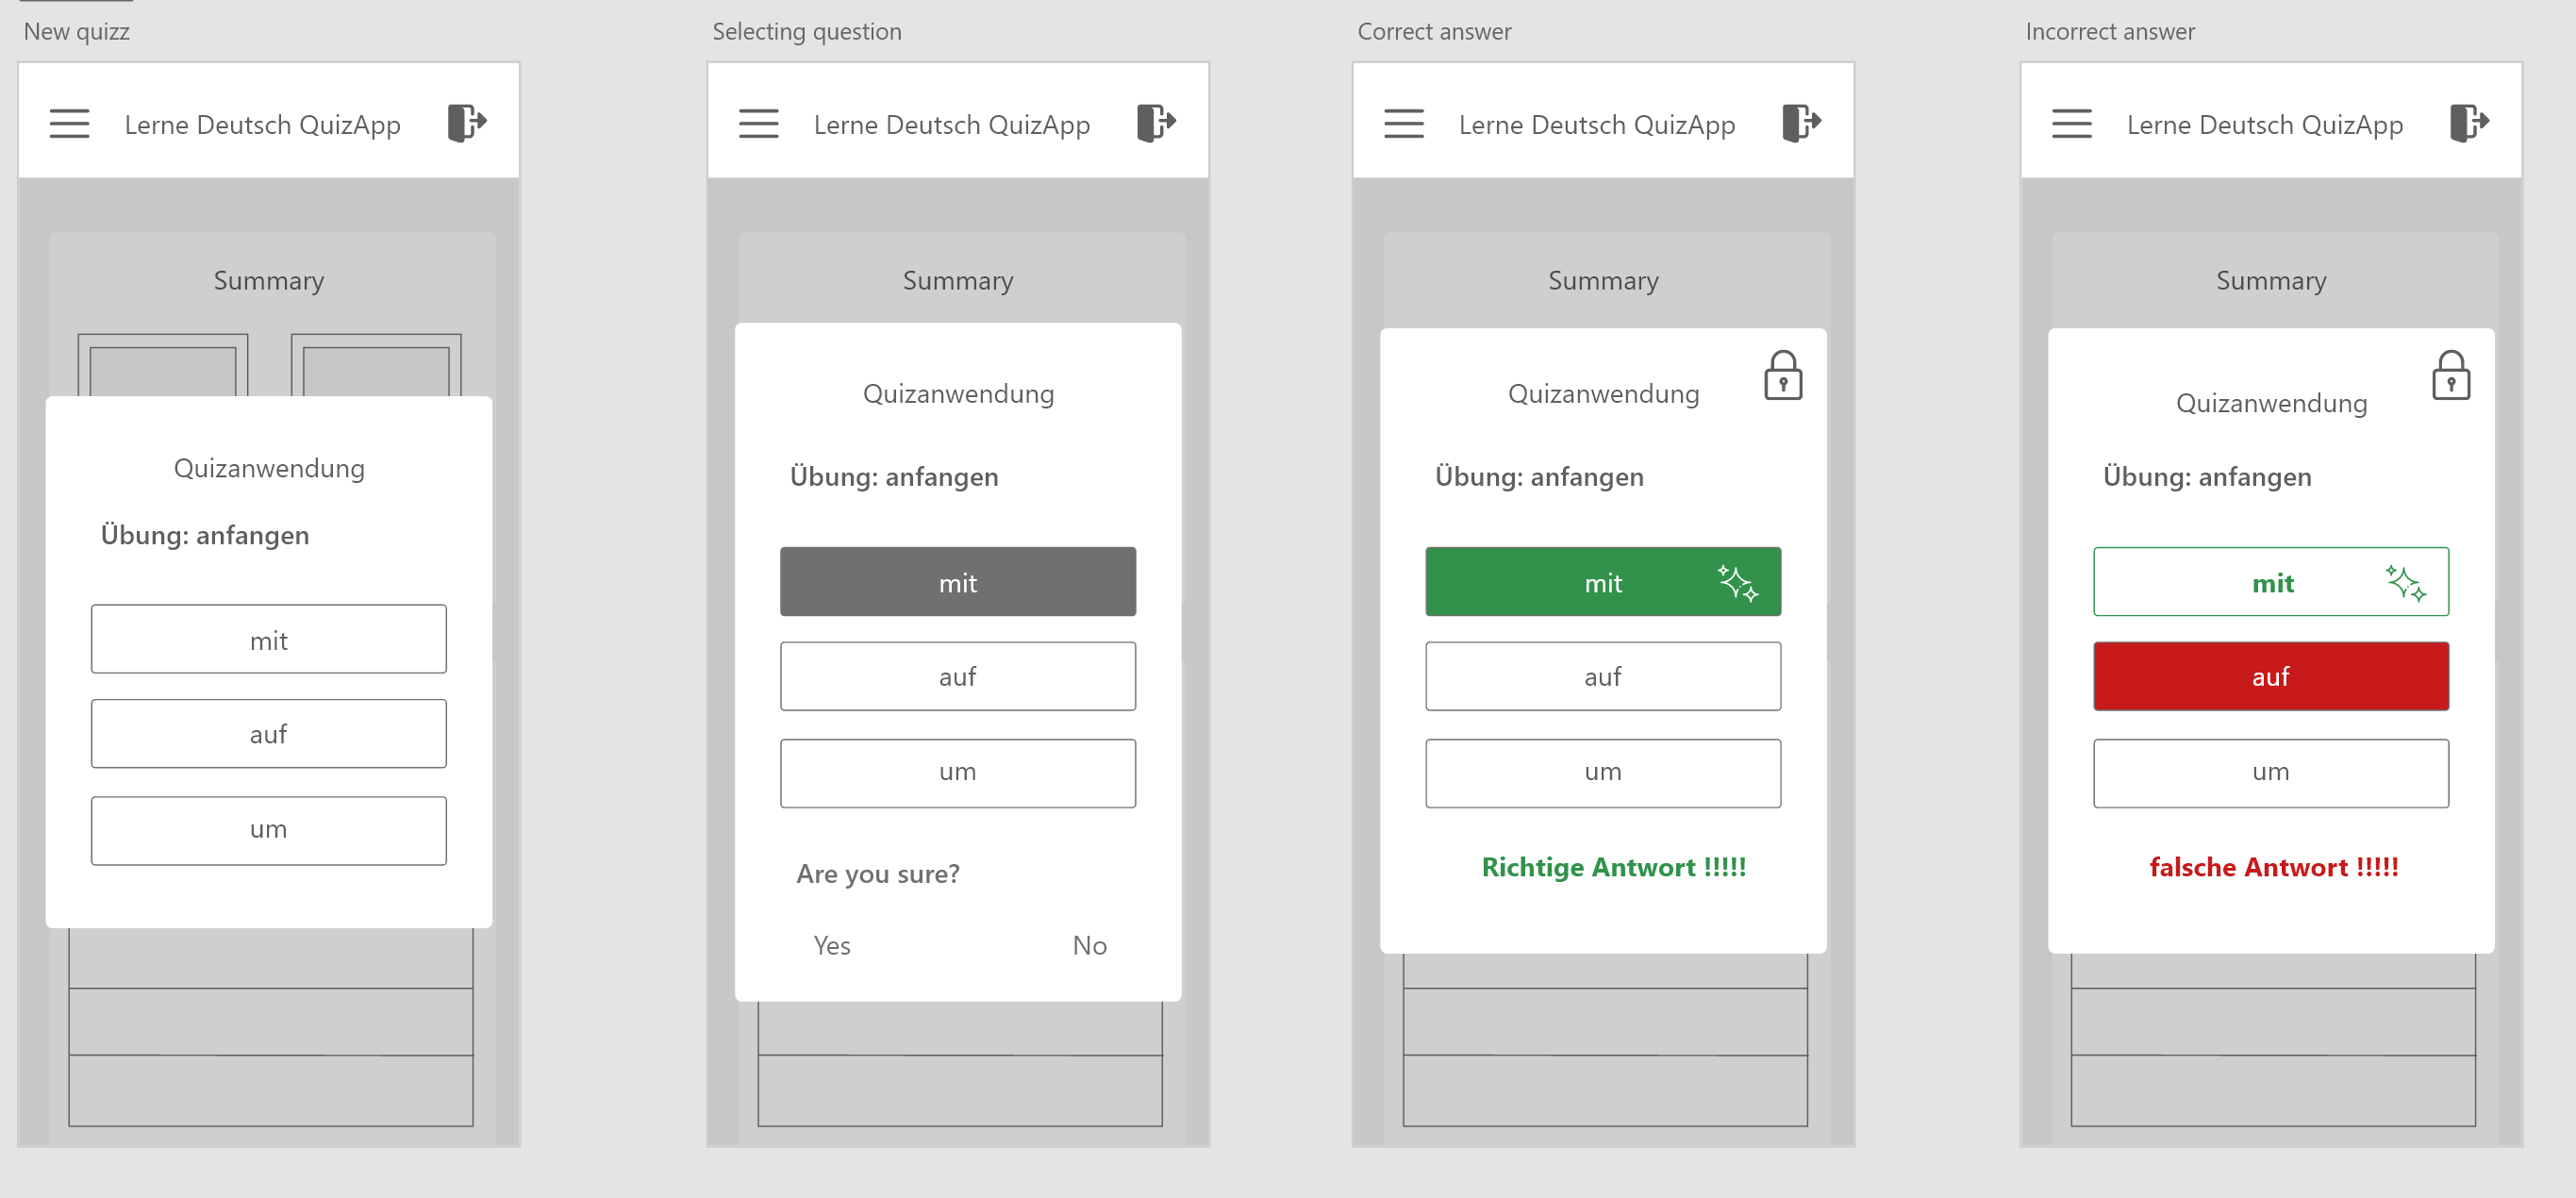 New quizz
Lerne Deutsch QuizApp
Summary
Quizanwendung
Übung: anfangen
mit
auf
um
Selecting question
Lerne Deutsch QuizApp
Summary
Quizanwendung
Übung: anfangen
mit
auf
um
Are you sure?
Yes No
Correct answer
Lerne Deutsch QuizApp
Summary
Quizanwendung
Übung: anfangen
mit
auf
um
Richtige Antwort !!!!!
Incorrect answer
Lerne Deutsch QuizApp
Summary
Quizanwendung
Übung: anfangen
mit
auf
um
falsche Antwort !!!!!